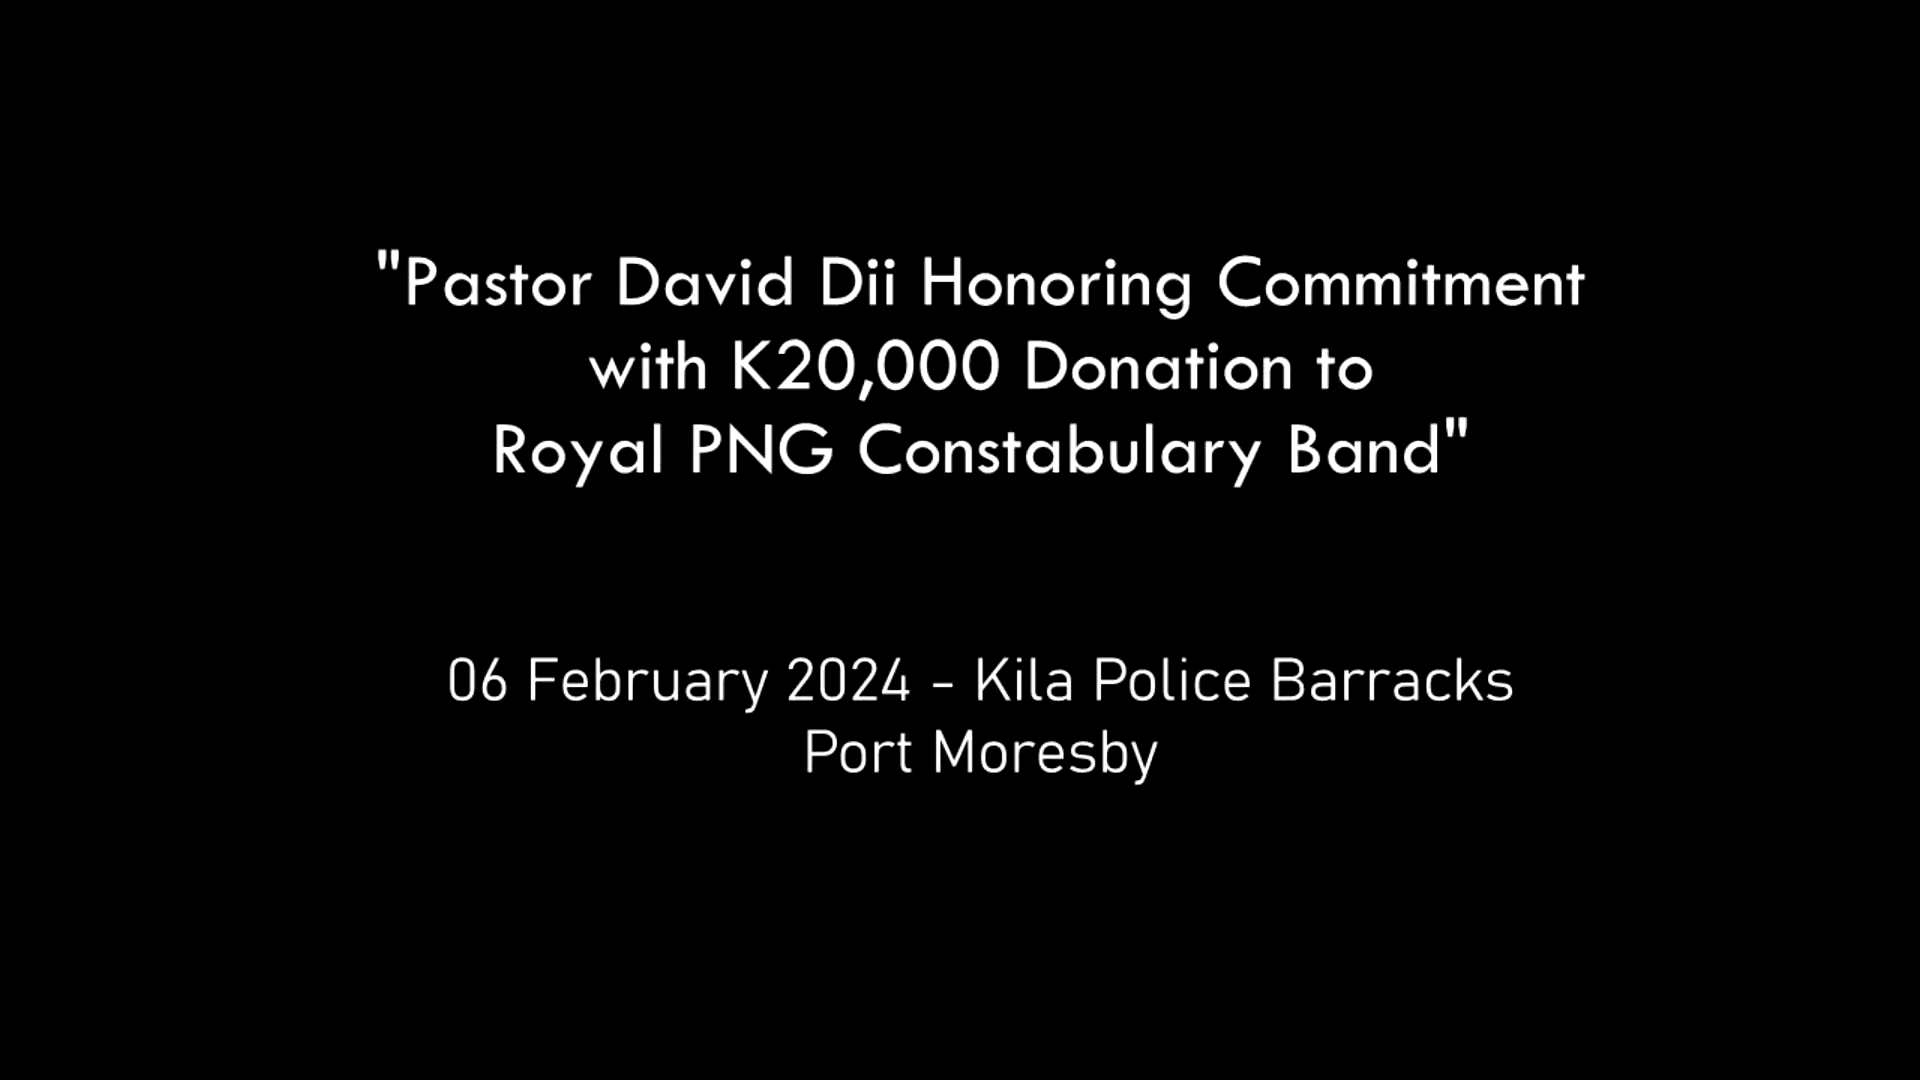 "Pastor David Dii Honoring Commitment
with K20,000 Donation to
Royal PNG Constabulary Band"
06 February 2024 - Kila Police Barracks
Port Moresby